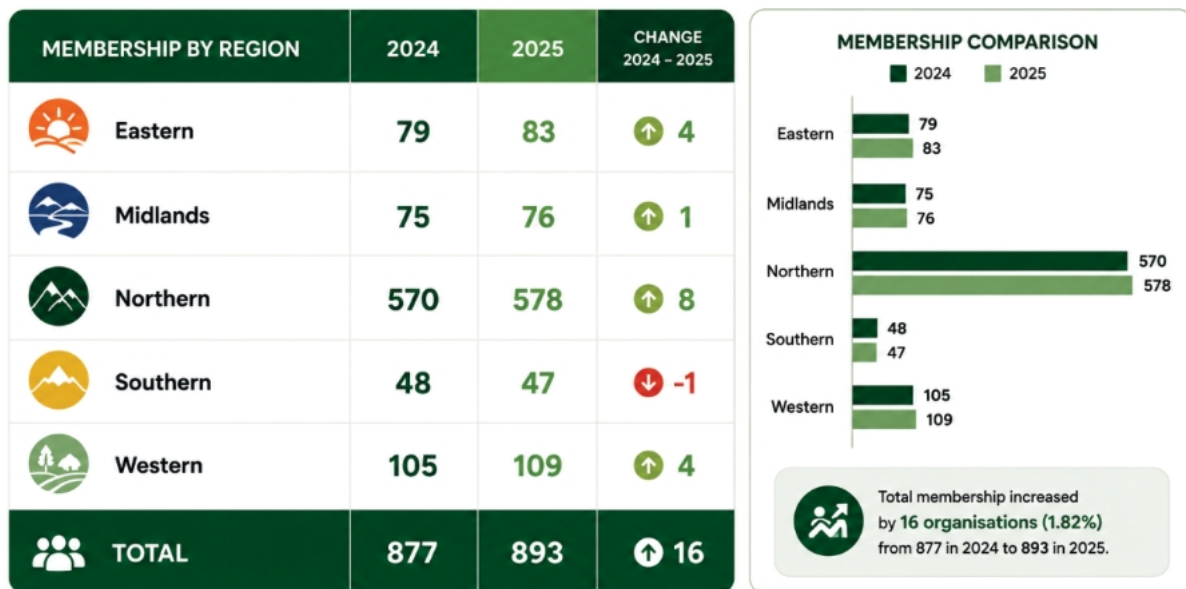 MEMBERSHIP BY REGION 2024 2025 CHANGE
2024 – 2025
Eastern 79 83 4
Midlands 75 76 1
Northern 570 578 8
Southern 48 47 -1
Western 105 109 4
TOTAL 877 893 16
MEMBERSHIP COMPARISON
2024 2025
Eastern
79
83
Midlands
75
76
Northern
570
578
Southern
48
47
Western
105
109
Total membership increased
by 16 organisations (1.82%)
from 877 in 2024 to 893 in 2025.